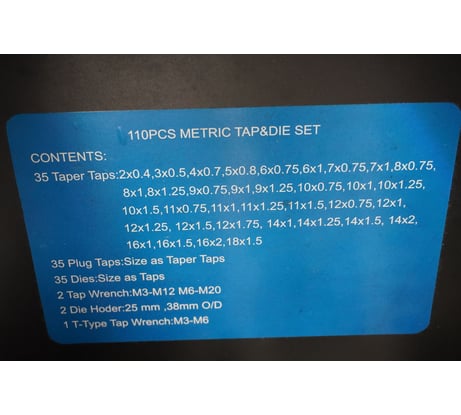 110PCS METRIC TAP&DIE SET
CONTENTS:
35 Taper Taps:2x0.4,3x0.5,4x0.7,5x0.8,6x0.75,6x1,7x0.75,7x1,8x0.75,
8x1,8x1.25,9x0.75,9x1,9x1.25,10x0.75,10x1,10x1.25,
10x1.5,11x0.75,11x1,11x1.25,11x1.5,12x0.75,12x1,
12x1.25, 12x1.5,12x1.75, 14x1,14x1.25,14x1.5, 14x2,
16x1,16x1.5,16x2,18x1.5
35 Plug Taps:Size as Taper Taps
35 Dies:Size as Taps
2 Tap Wrench:M3-M12 M6-M20
2 Die Hoder:25 mm ,38mm O/D
1 T-Type Tap Wrench:M3-M6